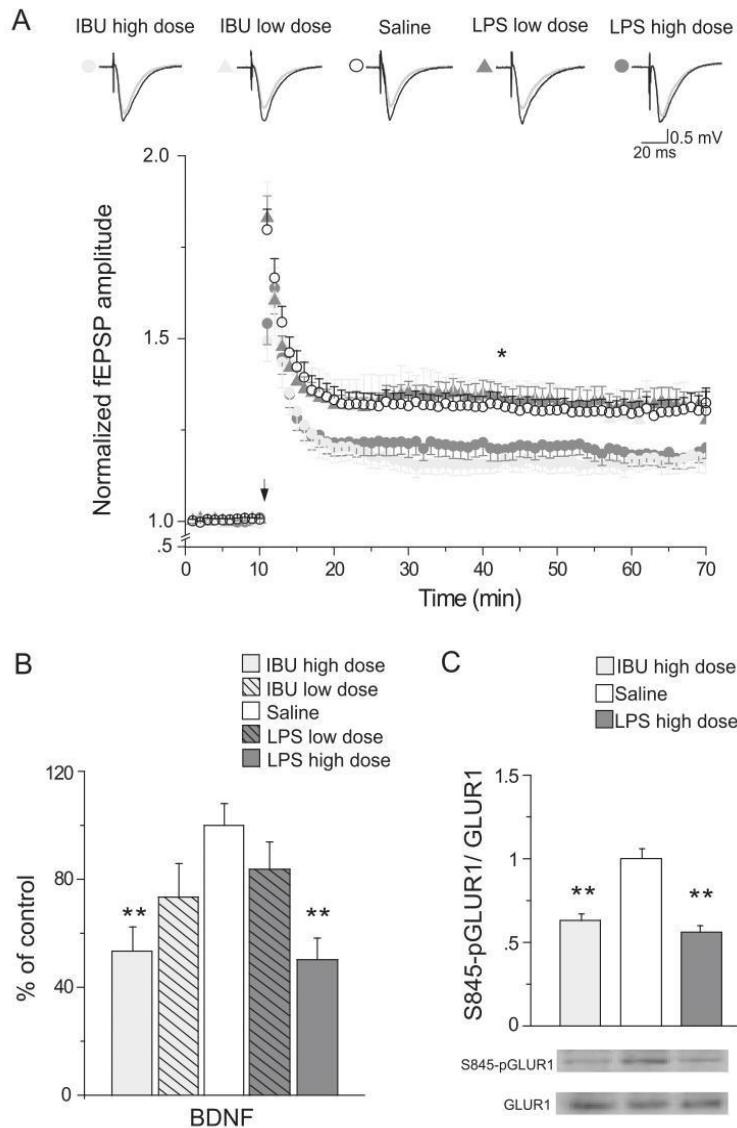 A
IBU high dose
IBU low dose
Saline
LPS low dose
LPS high dose
0.5 mV
20 ms
Normalized fEPSP amplitude
2.0
1.5
1.0
.5
*
0 10 20 30 40 50 60 70
Time (min)
B
IBU high dose
IBU low dose
Saline
LPS low dose
LPS high dose
% of control
120
80
40
0
**
**
BDNF
C
IBU high dose
Saline
LPS high dose
S845-pGLUR1/ GLUR1
1.5
1
0.5
0
**
**
S845-pGLUR1
GLUR1